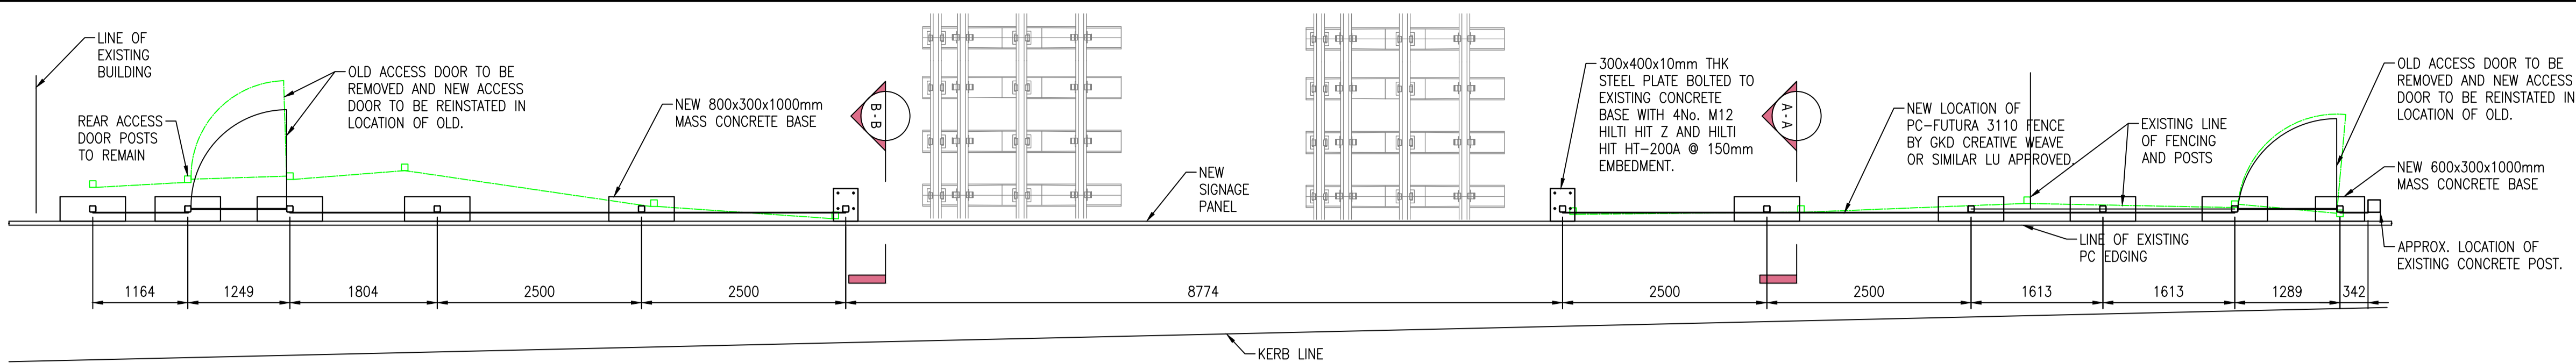 LINE OF
EXISTING
BUILDING
REAR ACCESS
DOOR POSTS
TO REMAIN
OLD ACCESS DOOR TO BE
REMOVED AND NEW ACCESS
DOOR TO BE REINSTATED IN
LOCATION OF OLD.
NEW 800x300x1000mm
MASS CONCRETE BASE
B-B
NEW
SIGNAGE
PANEL
300x400x10mm THK
STEEL PLATE BOLTED TO
EXISTING CONCRETE
BASE WITH 4No. M12
HILTI HIT Z AND HILTI
HIT HT-200A @ 150mm
EMBEDMENT.
A-A
NEW LOCATION OF
PC-FUTURA 3110 FENCE
BY GKD CREATIVE WEAVE
OR SIMILAR LU APPROVED.
EXISTING LINE
OF FENCING
AND POSTS
OLD ACCESS DOOR TO BE
REMOVED AND NEW ACCESS
DOOR TO BE REINSTATED IN
LOCATION OF OLD.
NEW 600x300x1000mm
MASS CONCRETE BASE
LINE OF EXISTING
PC EDGING
APPROX. LOCATION OF
EXISTING CONCRETE POST.
1164 1249 1804 2500 2500 8774 2500 2500 1613 1613 1289 342
KERB LINE